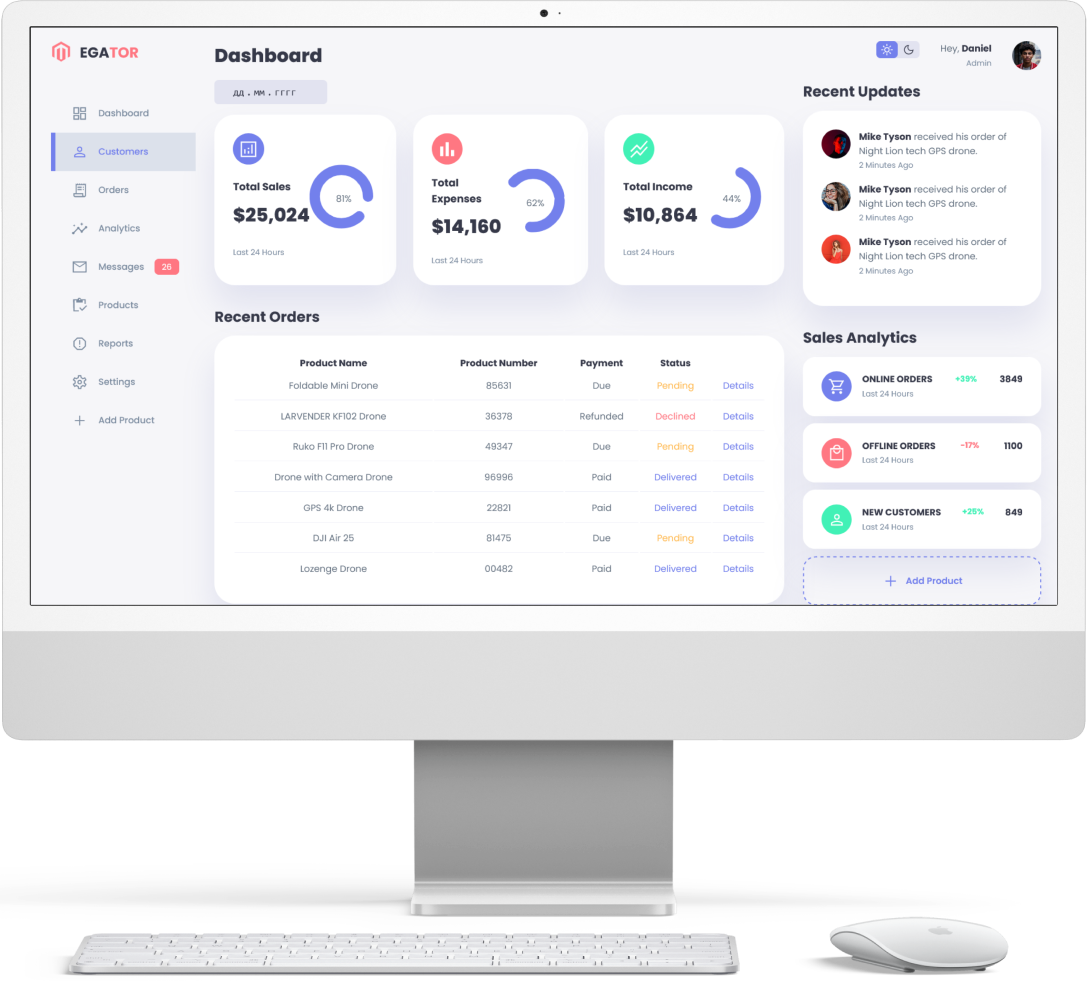 EGATOR
Dashboard
Customers
Orders
Analytics
Messages 26
Products
Reports
Settings
Add Product
Dashboard
дд.мм.гггг
Total Sales
$25,024
81%
Last 24 Hours
Total
Expenses
$14,160
62%
Last 24 Hours
Total Income
$10,864
44%
Last 24 Hours
Recent Orders
Product Name Product Number Payment Status
Foldable Mini Drone 85631 Due Pending Details
LARVENDER KF102 Drone 36378 Refunded Declined Details
Ruko F11 Pro Drone 49347 Due Pending Details
Drone with Camera Drone 96996 Paid Delivered Details
GPS 4k Drone 22821 Paid Delivered Details
DJI Air 25 81475 Due Pending Details
Lozenge Drone 00482 Paid Delivered Details
Hey, Daniel
Admin
Recent Updates
Mike Tyson received his order of
Night Lion tech GPS drone.
2 Minutes Ago
Mike Tyson received his order of
Night Lion tech GPS drone.
2 Minutes Ago
Mike Tyson received his order of
Night Lion tech GPS drone.
2 Minutes Ago
Sales Analytics
ONLINE ORDERS +39% 3849
Last 24 Hours
OFFLINE ORDERS -17% 1100
Last 24 Hours
NEW CUSTOMERS +25% 849
Last 24 Hours
Add Product